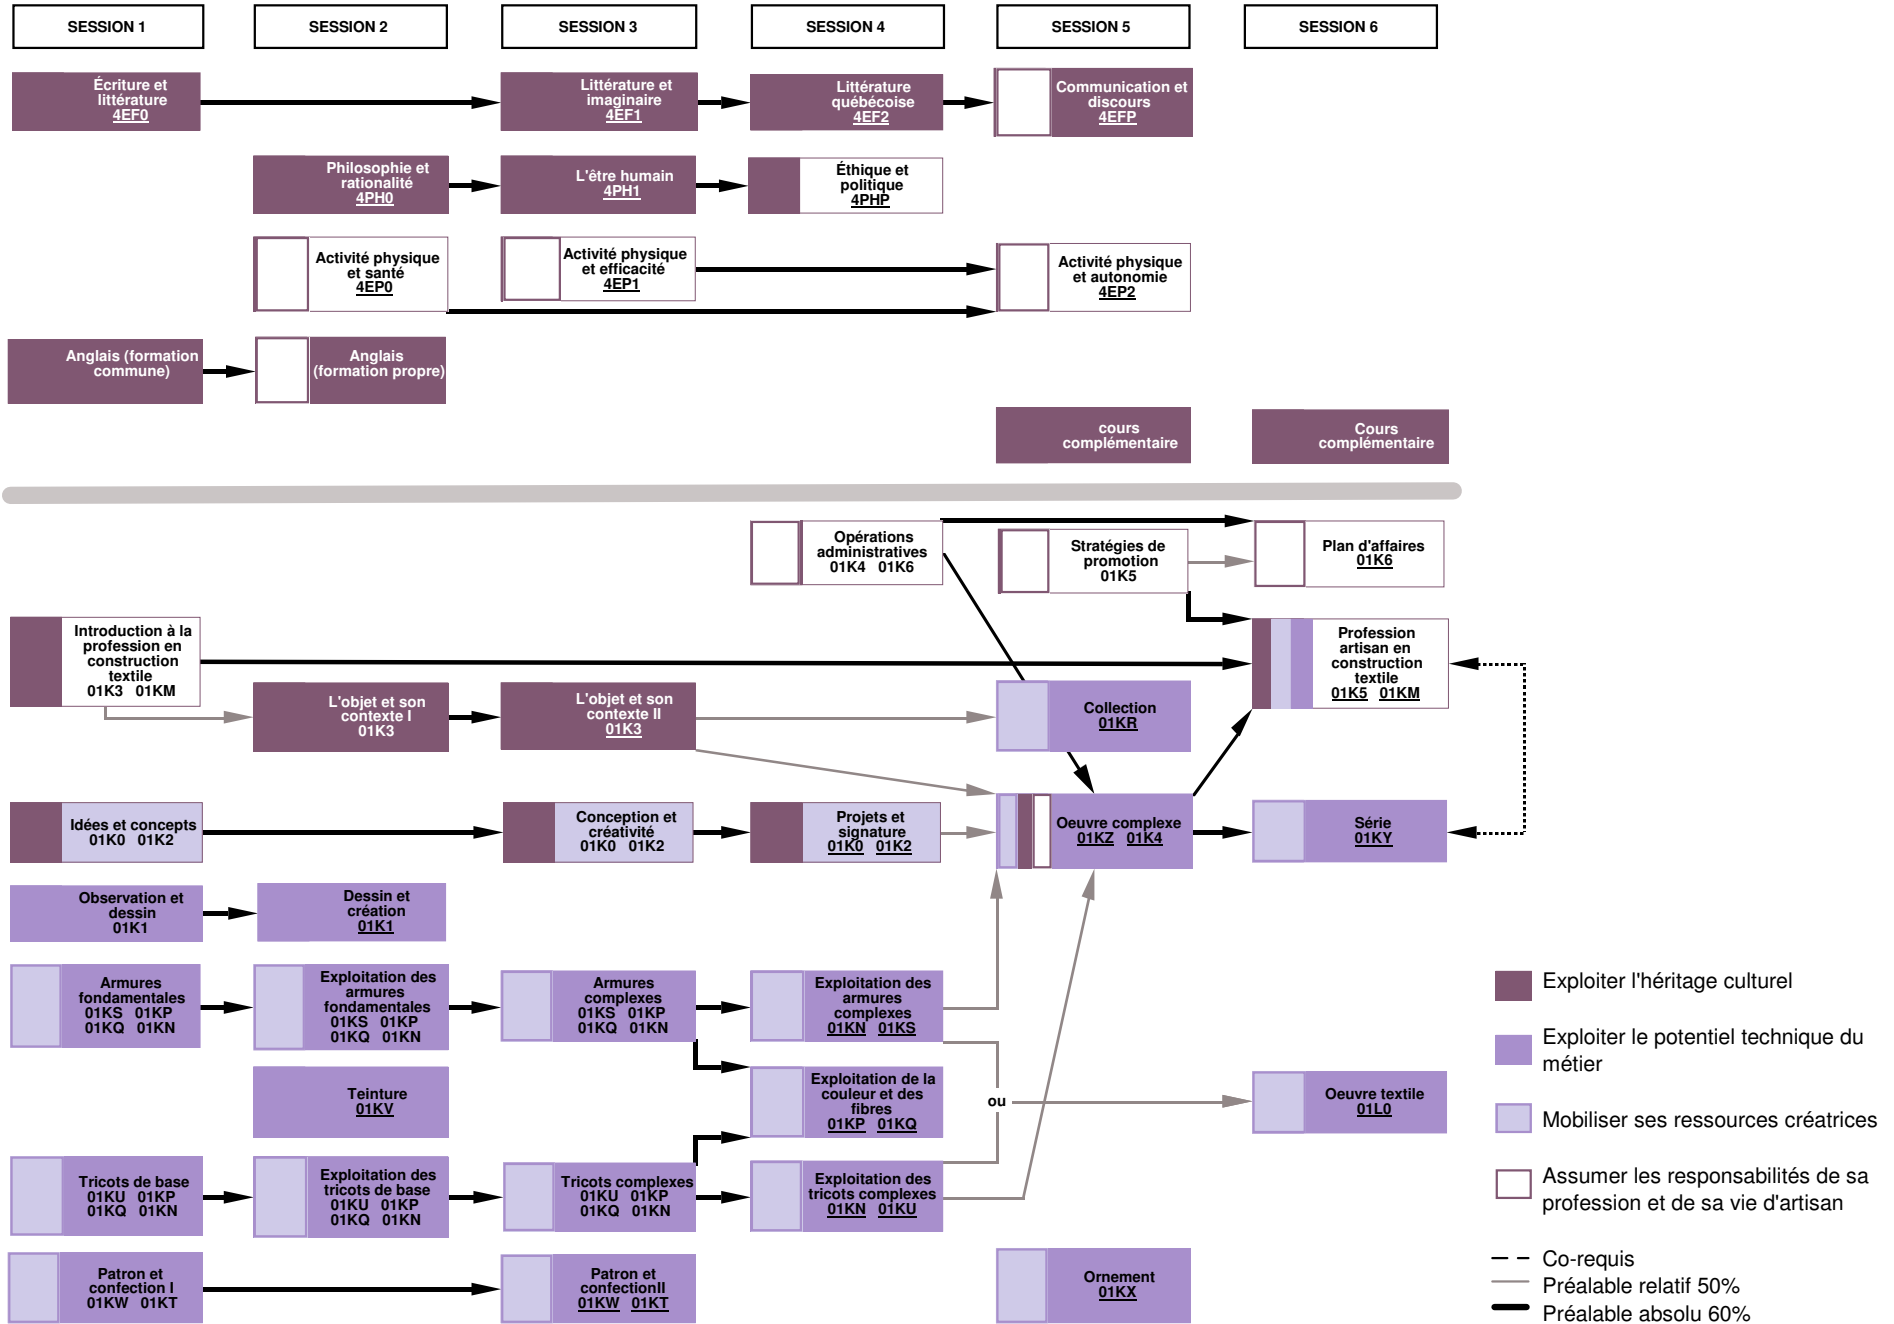 SESSION 1
SESSION 2
SESSION 3
SESSION 4
SESSION 5
SESSION 6
Écriture et
littérature
4EF0
Littérature et
imaginaire
4EF1
Littérature
québécoise
4EF2
Communication et
discours
4EFP
Philosophie et
rationalité
4PH0
L'être humain
4PH1
Éthique et
politique
4PHP
Activité physique
et santé
4EP0
Activité physique
et efficacité
4EP1
Activité physique
et autonomie
4EP2
Anglais (formation
commune)
Anglais
(formation propre)
cours
complémentaire
Cours
complémentaire
Opérations
administratives
01K4 01K6
Stratégies de
promotion
01K5
Plan d'affaires
01K6
Introduction à la
profession en
construction
textile
01K3 01KM
Profession
artisan en
construction
textile
01K5 01KM
L'objet et son
contexte I
01K3
L'objet et son
contexte II
01K3
Collection
01KR
Idées et concepts
01K0 01K2
Conception et
créativité
01K0 01K2
Projets et
signature
01K0 01K2
Oeuvre complexe
01KZ 01K4
Série
01KY
Observation et
dessin
01K1
Dessin et
création
01K1
Armures
fondamentales
01KS 01KP
01KQ 01KN
Exploitation des
armures
fondamentales
01KS 01KP
01KQ 01KN
Armures
complexes
01KS 01KP
01KQ 01KN
Exploitation des
armures
complexes
01KN 01KS
Teinture
01KV
Exploitation de la
couleur et des
fibres
01KP 01KQ
ou
Oeuvre textile
01L0
Tricots de base
01KU 01KP
01KQ 01KN
Exploitation des
tricots de base
01KU 01KP
01KQ 01KN
Tricots complexes
01KU 01KP
01KQ 01KN
Exploitation des
tricots complexes
01KN 01KU
Patron et
confection I
01KW 01KT
Patron et
confectionII
01KW 01KT
Ornement
01KX
Exploiter l'héritage culturel
Exploiter le potentiel technique du
métier
Mobiliser ses ressources créatrices
Assumer les responsabilités de sa
profession et de sa vie d'artisan
Co-requis
Préalable relatif 50%
Préalable absolu 60%